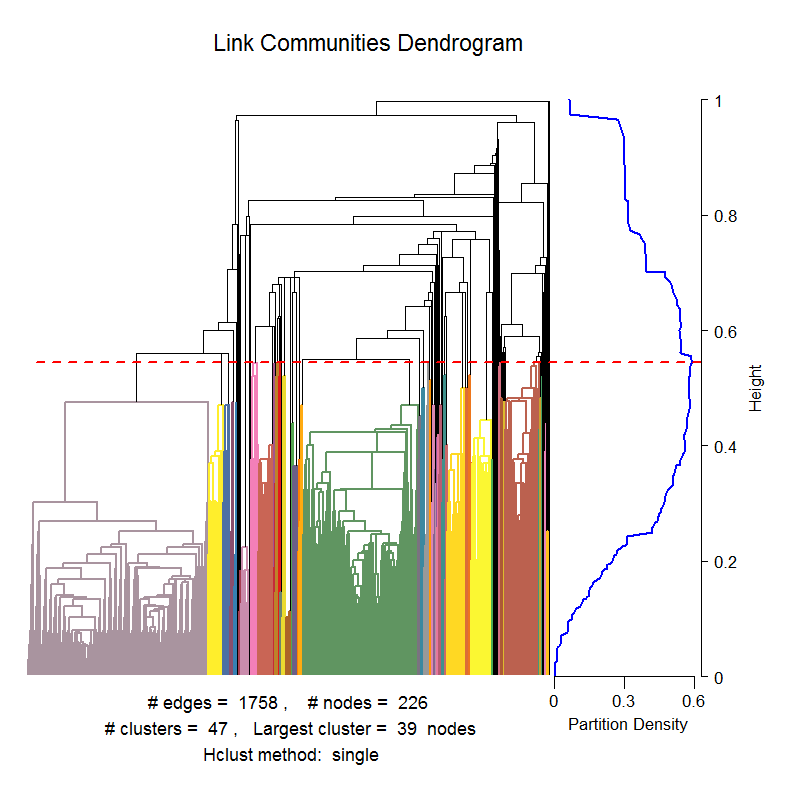 Link Communities Dendrogram
1
0.8
0.6
0.4
0.2
0
Height
0 0.3 0.6
Partition Density
# edges = 1758 , # nodes = 226
# clusters = 47 , Largest cluster = 39 nodes
Hclust method: single